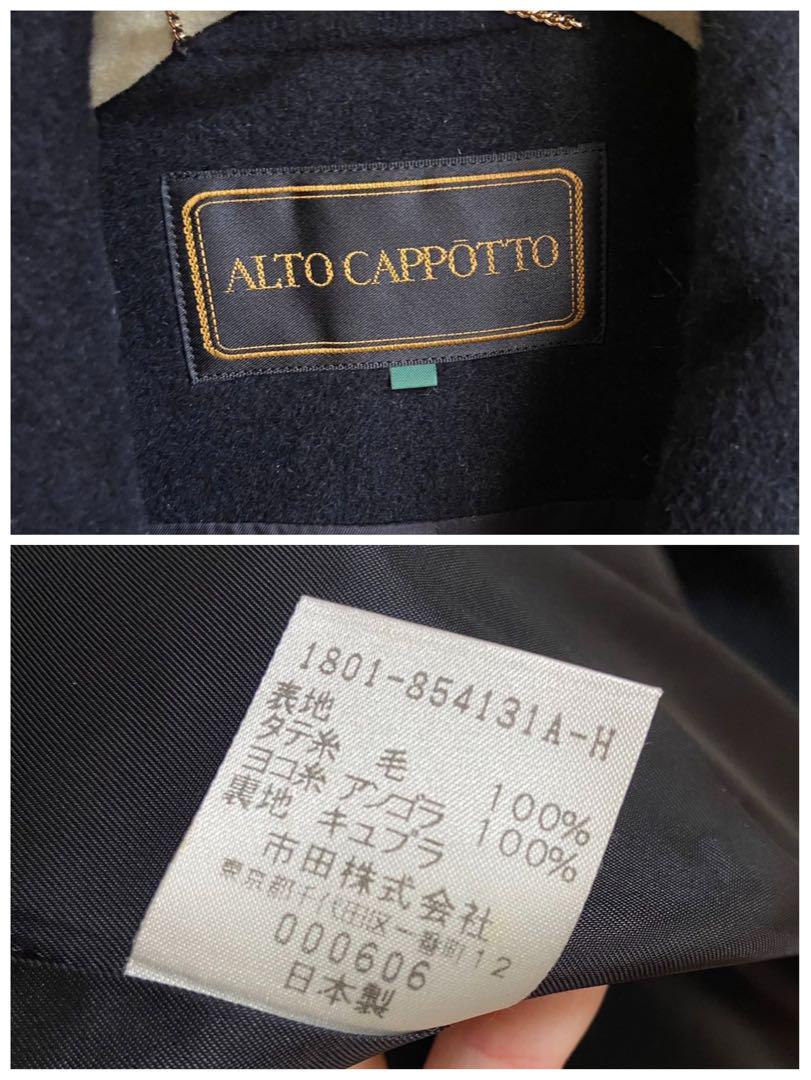 ALTO CAPPŌTTO
1801-854131A-H
表地
タテ糸 毛
ヨコ糸 アンゴラ 100%
裏地 キュプラ 100%
市田株式会社
東京都千代田区一番町12
000606
日本製